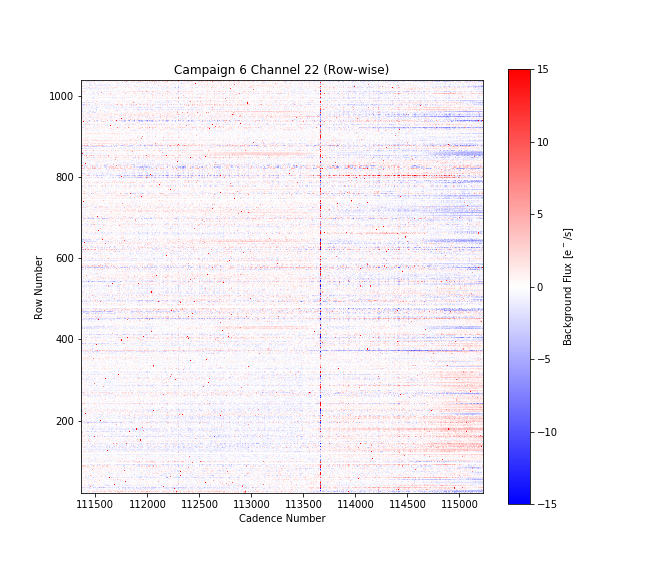 Campaign 6 Channel 22 (Row-wise)
1000
800
600
400
200
Row Number
111500 112000 112500 113000 113500 114000 114500 115000
Cadence Number
15
10
5
0
−5
−10
−15
Background Flux [e⁻/s]